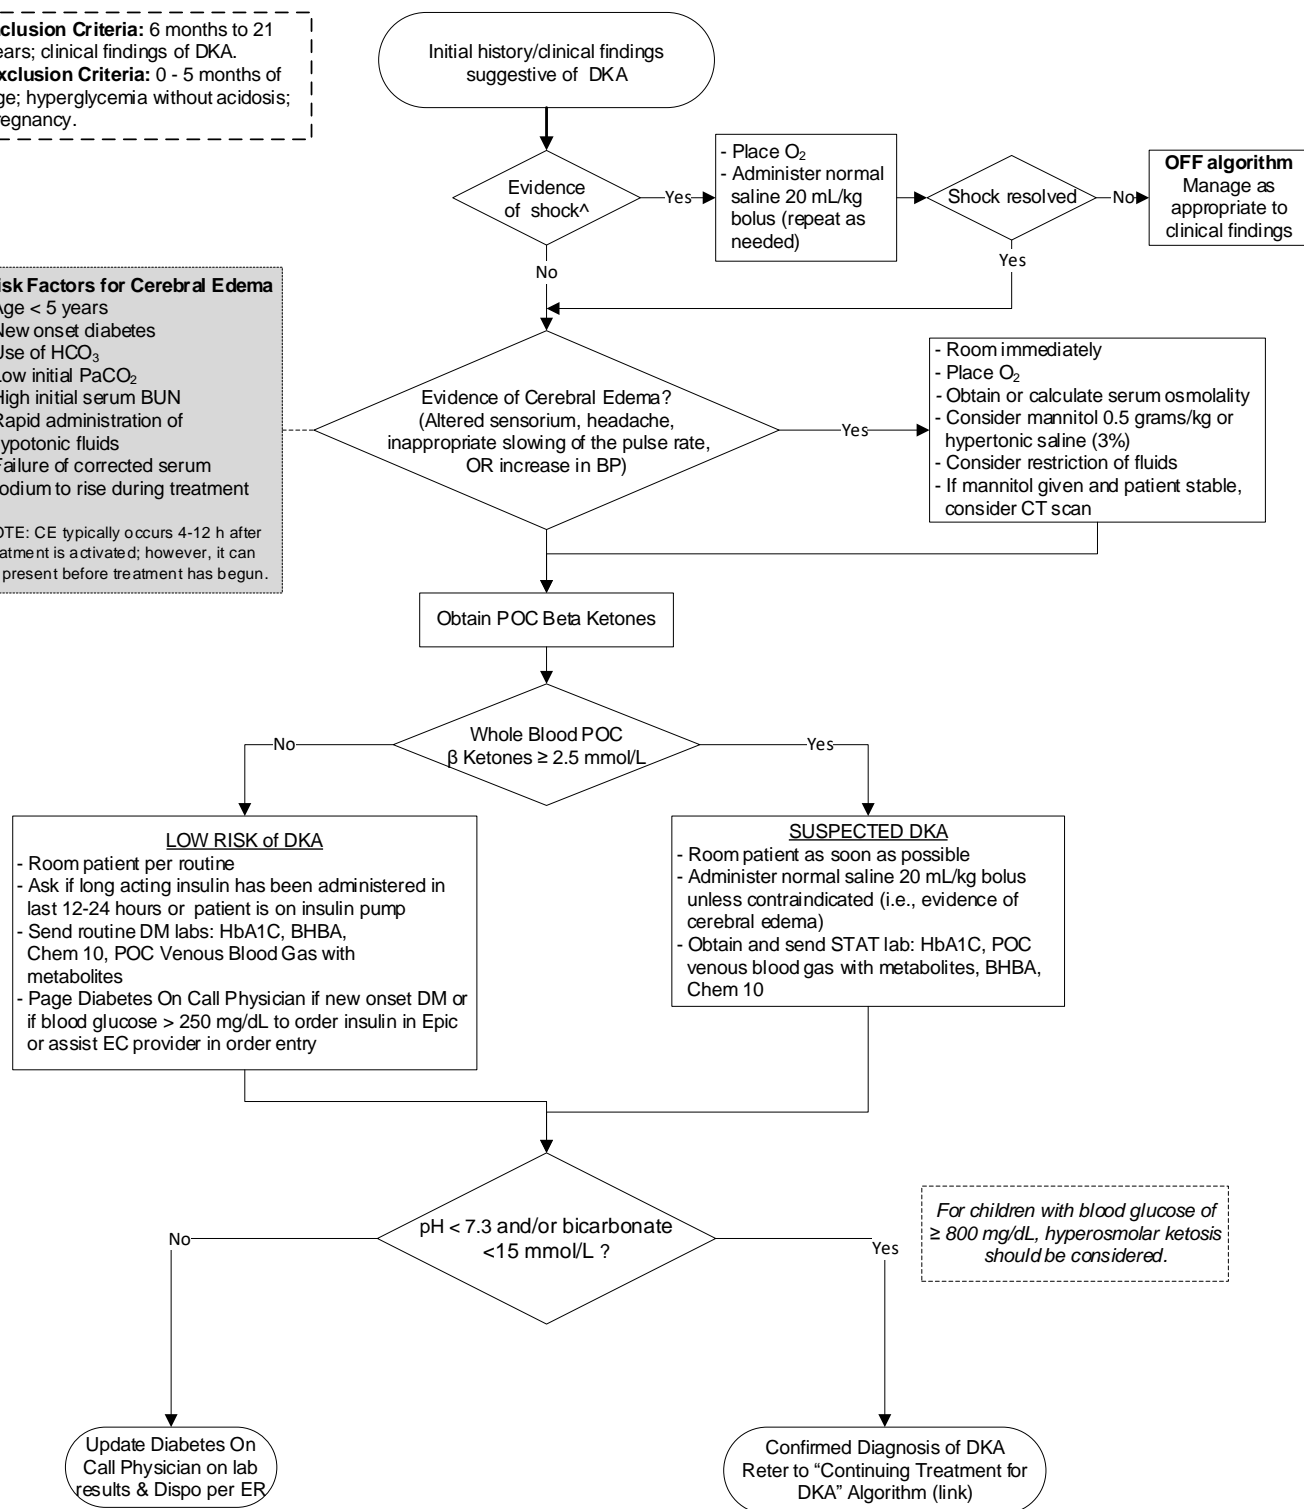 clusion Criteria: 6 months to 21
ears; clinical findings of DKA.
xclusion Criteria: 0 - 5 months of
ge; hyperglycemia without acidosis;
regnancy.
Initial history/clinical findings
suggestive of DKA
Evidence
of shock^
Yes
- Place O₂
- Administer normal
saline 20 mL/kg
bolus (repeat as
needed)
Shock resolved
No
OFF algorithm
Manage as
appropriate to
clinical findings
No
Yes
isk Factors for Cerebral Edema
Age < 5 years
New onset diabetes
Use of HCO₃
Low initial PaCO₂
High initial serum BUN
Rapid administration of
ypotonic fluids
Failure of corrected serum
odium to rise during treatment
OTE: CE typically occurs 4-12 h after
atment is activated; however, it can
present before treatment has begun.
Evidence of Cerebral Edema?
(Altered sensorium, headache,
inappropriate slowing of the pulse rate,
OR increase in BP)
Yes
- Room immediately
- Place O₂
- Obtain or calculate serum osmolality
- Consider mannitol 0.5 grams/kg or
hypertonic saline (3%)
- Consider restriction of fluids
- If mannitol given and patient stable,
consider CT scan
Obtain POC Beta Ketones
Whole Blood POC
β Ketones ≥ 2.5 mmol/L
No
Yes
LOW RISK of DKA
- Room patient per routine
- Ask if long acting insulin has been administered in
last 12-24 hours or patient is on insulin pump
- Send routine DM labs: HbA1C, BHBA,
Chem 10, POC Venous Blood Gas with
metabolites
- Page Diabetes On Call Physician if new onset DM or
if blood glucose > 250 mg/dL to order insulin in Epic
or assist EC provider in order entry
SUSPECTED DKA
- Room patient as soon as possible
- Administer normal saline 20 mL/kg bolus
unless contraindicated (i.e., evidence of
cerebral edema)
- Obtain and send STAT lab: HbA1C, POC
venous blood gas with metabolites, BHBA,
Chem 10
pH < 7.3 and/or bicarbonate
<15 mmol/L ?
No
Yes
For children with blood glucose of
≥ 800 mg/dL, hyperosmolar ketosis
should be considered.
Update Diabetes On
Call Physician on lab
results & Dispo per ER
Confirmed Diagnosis of DKA
Reter to “Continuing Treatment for
DKA” Algorithm (link)